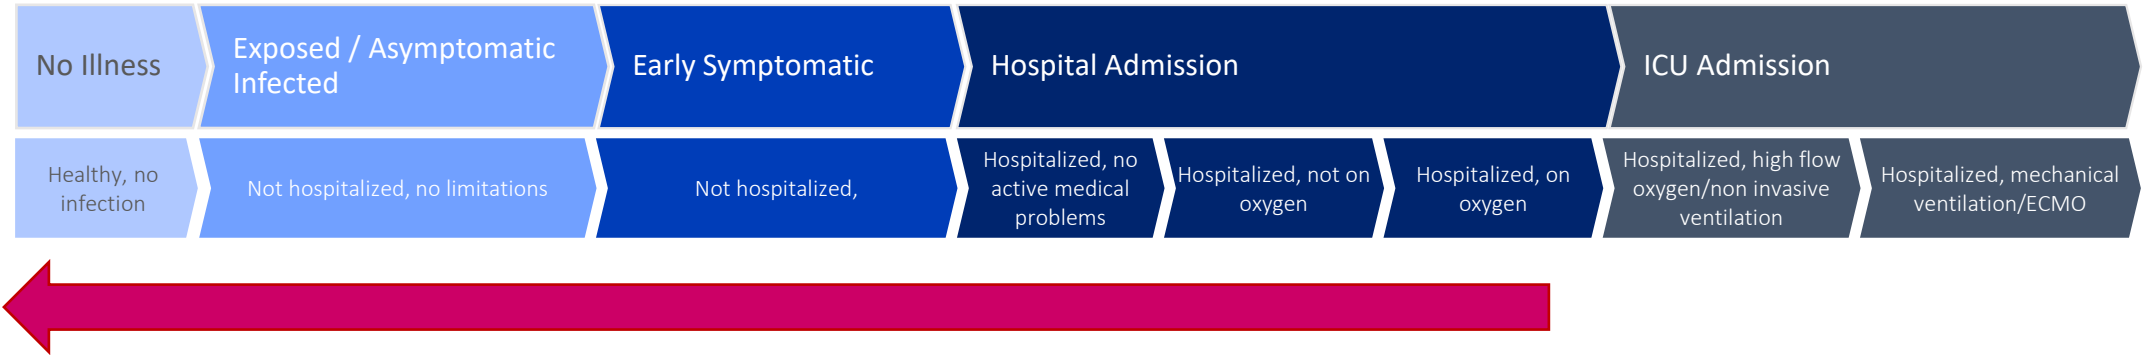 No Illness
Exposed / Asymptomatic
Infected
Early Symptomatic
Hospital Admission
ICU Admission
Healthy, no
infection
Not hospitalized, no limitations
Not hospitalized,
Hospitalized, no
active medical
problems
Hospitalized, not on
oxygen
Hospitalized, on
oxygen
Hospitalized, high flow
oxygen/non invasive
ventilation
Hospitalized, mechanical
ventilation/ECMO